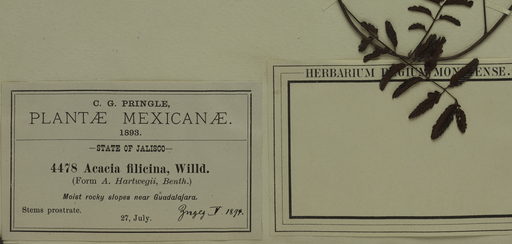 C. G. PRINGLE,
PLANTÆ MEXICANÆ.
1893.
STATE OF JALISCO
4478 Acacia filicina, Willd.
(Form A. Hartwegii, Benth.)
Moist rocky slopes near Guadalajara.
Stems prostrate.
27, July.
V 1894.
HERBARIUM REGIUM MONACENSE.